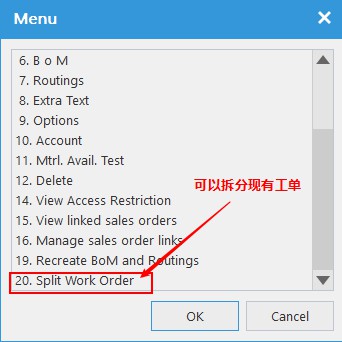 Menu
6. B o M
7. Routings
8. Extra Text
9. Options
10. Account
11. Mtrl. Avail. Test
12. Delete
可以拆分现有工单
14. View Access Restriction
15. View linked sales orders
16. Manage sales order links
19. Recreate BoM and Routings
20. Split Work Order
OK
Cancel